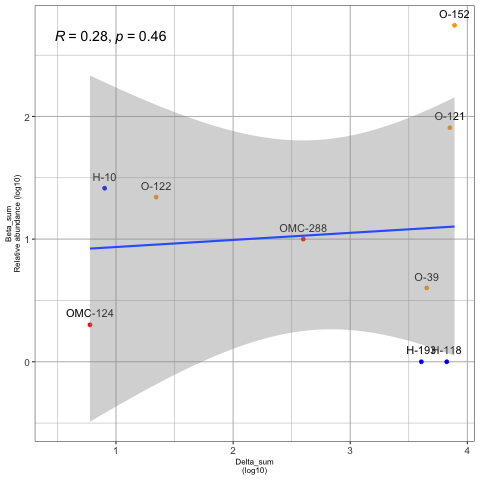 R = 0.28, p = 0.46
O-152
O-121
H-10
O-122
OMC-288
O-39
OMC-124
H-193
H-118
2
1
0
Beta_sum
Relative abundance (log10)
1
2
3
4
Delta_sum
(log10)